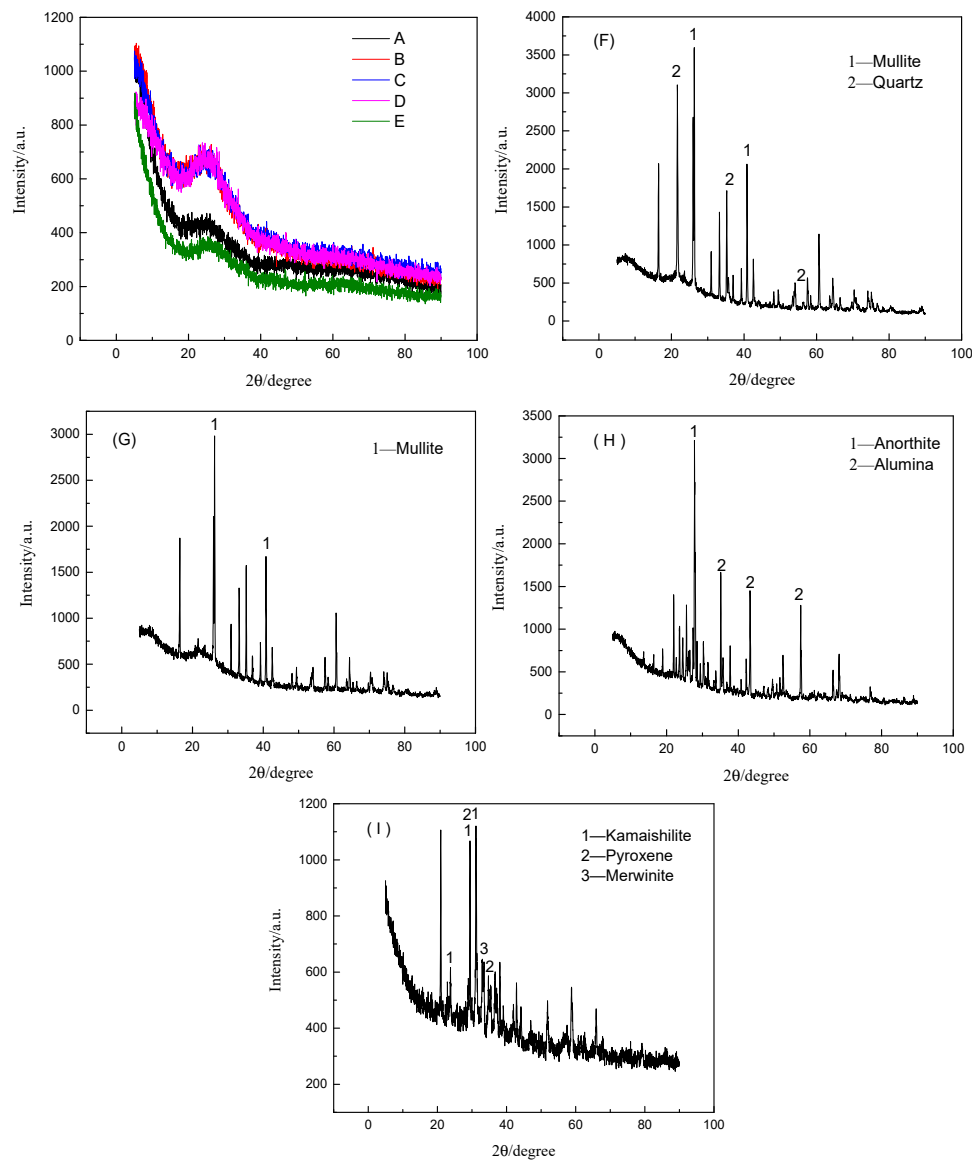 1200
1000
800
600
400
200
0
Intensity/a.u.
A
B
C
D
E
0 20 40 60 80 100
2θ/degree
4000
3500
3000
2500
2000
1500
1000
500
0
Intensity/a.u.
(F)
1
2
1
2
2
1—Mullite
2—Quartz
0 20 40 60 80 100
2θ/degree
3000
2500
2000
1500
1000
500
0
Intensity/a.u.
(G)
1
1
1—Mullite
0 20 40 60 80 100
2θ/degree
3500
3000
2500
2000
1500
1000
500
0
Intensity/a.u.
( H )
1
2
2
2
1—Anorthite
2—Alumina
0 20 40 60 80 100
2θ/degree
1200
1000
800
600
400
200
Intensity/a.u.
( I )
21
1
3
1
2
1—Kamaishilite
2—Pyroxene
3—Merwinite
0 20 40 60 80 100
2θ/degree